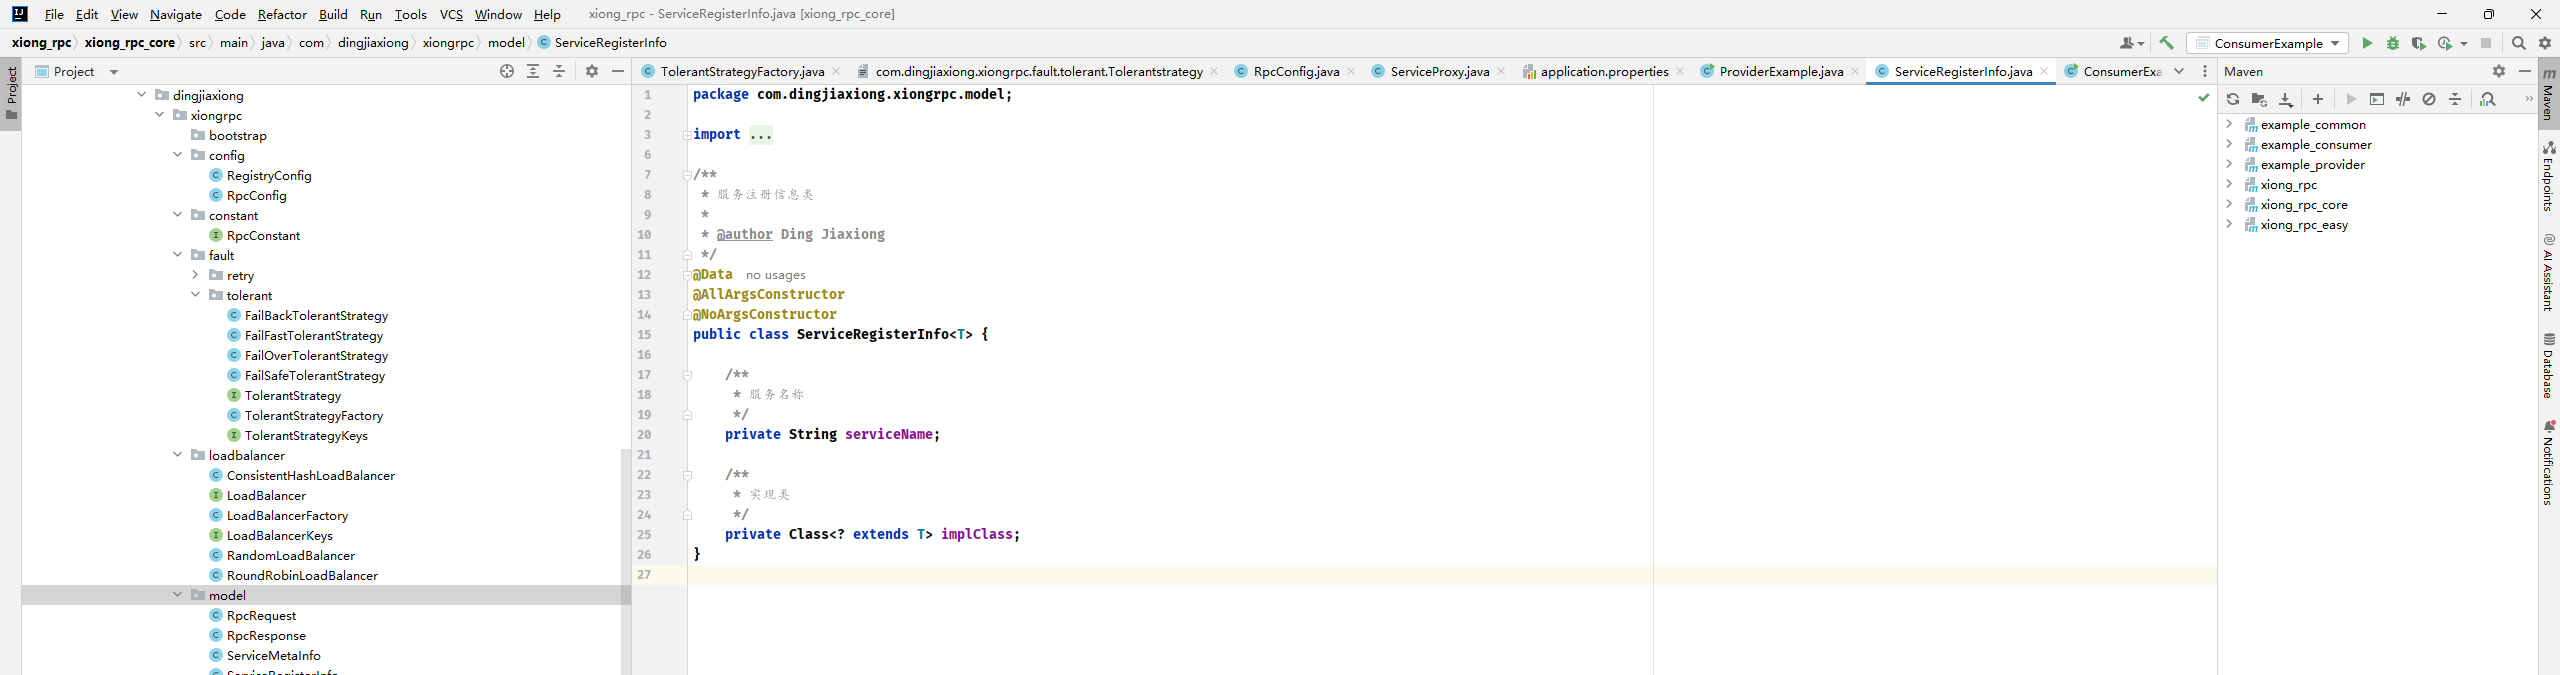 File Edit View Navigate Code Refactor Build Run Tools VCS Window Help xiong_rpc - ServiceRegisterInfo.java [xiong_rpc_core]
xiong_rpc xiong_rpc_core src main java com dingjiaxiong xiongrpc model ServiceRegisterInfo ConsumerExample
Project
TolerantStrategyFactory.java com.dingjiaxiong.xiongrpc.fault.tolerant.Tolerantstrategy RpcConfig.java ServiceProxy.java application.properties ProviderExample.java ServiceRegisterInfo.java ConsumerExa
Maven
Project
dingjiaxiong
xiongrpc
bootstrap
config
RegistryConfig
RpcConfig
constant
RpcConstant
fault
retry
tolerant
FailBackTolerantStrategy
FailFastTolerantStrategy
FailOverTolerantStrategy
FailSafeTolerantStrategy
TolerantStrategy
TolerantStrategyFactory
TolerantStrategyKeys
loadbalancer
ConsistentHashLoadBalancer
LoadBalancer
LoadBalancerFactory
LoadBalancerKeys
RandomLoadBalancer
RoundRobinLoadBalancer
model
RpcRequest
RpcResponse
ServiceMetaInfo
ServiceRegisterInfo
1 package com.dingjiaxiong.xiongrpc.model;
2
3 import ...
6
7 /**
8 * 服务注册信息类
9 *
10 * @author Ding Jiaxiong
11 */
12 @Data no usages
13 @AllArgsConstructor
14 @NoArgsConstructor
15 public class ServiceRegisterInfo<T> {
16
17 /**
18 * 服务名称
19 */
20 private String serviceName;
21
22 /**
23 * 实现类
24 */
25 private Class<? extends T> implClass;
26 }
27
example_common
example_consumer
example_provider
xiong_rpc
xiong_rpc_core
xiong_rpc_easy
Maven
Endpoints
AI Assistant
Database
Notifications